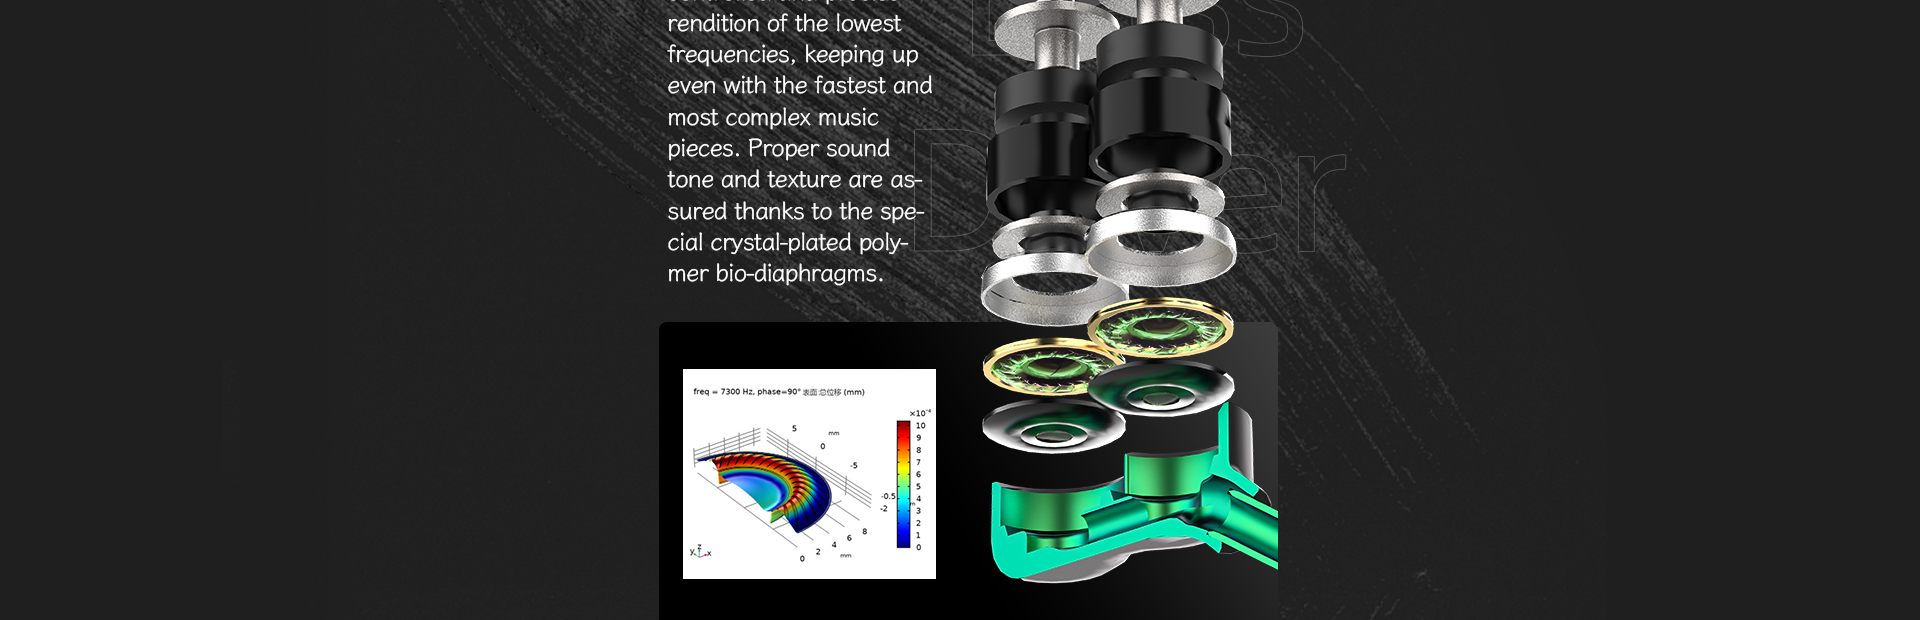 rendition of the lowest
frequencies, keeping up
even with the fastest and
most complex music
pieces. Proper sound
tone and texture are as-
sured thanks to the spe-
cial crystal-plated poly-
mer bio-diaphragms.
freq = 7300 Hz, phase=90° 表面:总位移 (mm)
×10⁻⁴
10
9
8
7
6
5
4
3
2
1
0
5
mm
0
-5
-0.5
-2
8
6
4
2
0
mm
z
y
x